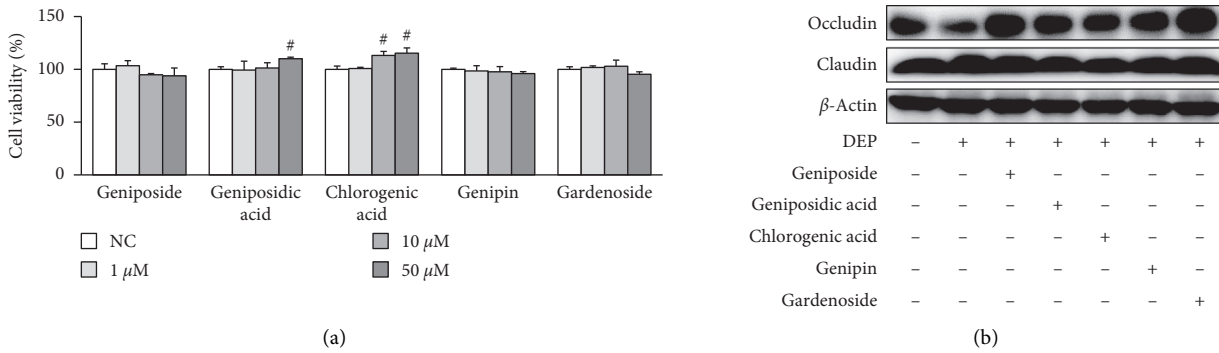 150
100
50
0
Cell viability (%)
#
#
#
Geniposide
Geniposidic acid
Chlorogenic acid
Genipin
Gardenoside
NC
1 μM
10 μM
50 μM
(a)
Occludin
Claudin
β-Actin
DEP – + + + + + +
Geniposide – – + – – – –
Geniposidic acid – – – + – – –
Chlorogenic acid – – – – + – –
Genipin – – – – – + –
Gardenoside – – – – – – +
(b)